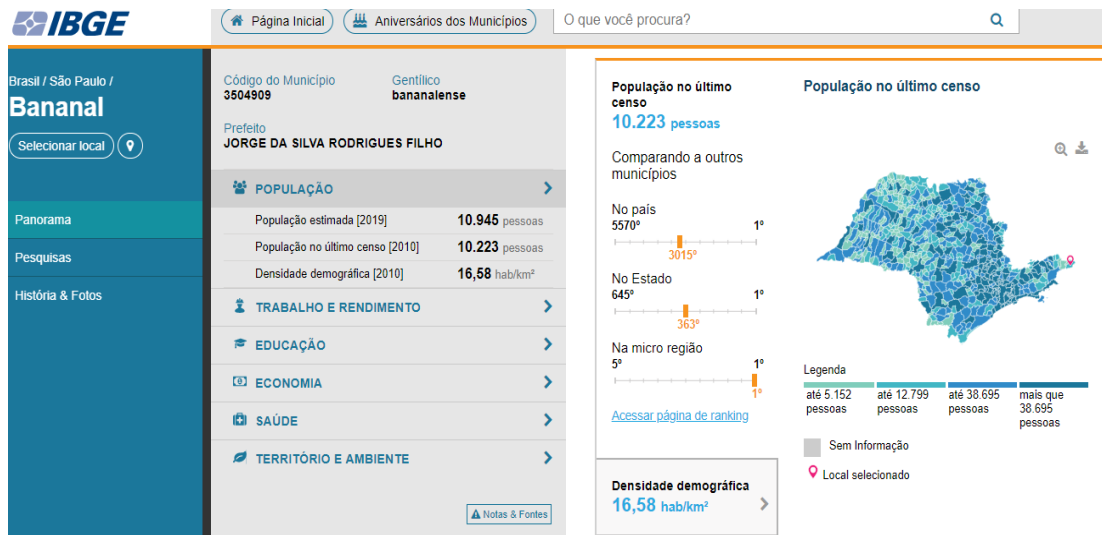 IBGE
Página Inicial
Aniversários dos Municípios
O que você procura?
Brasil / São Paulo /
Bananal
Selecionar local
Panorama
Pesquisas
História & Fotos
Código do Município Gentílico
3504909 bananalense
Prefeito
JORGE DA SILVA RODRIGUES FILHO
POPULAÇÃO
População estimada [2019] 10.945 pessoas
População no último censo [2010] 10.223 pessoas
Densidade demográfica [2010] 16,58 hab/km²
TRABALHO E RENDIMENTO
EDUCAÇÃO
ECONOMIA
SAÚDE
TERRITÓRIO E AMBIENTE
Notas & Fontes
População no último
censo
10.223 pessoas
Comparando a outros
municípios
No país
5570º 1º
3015º
No Estado
645º 1º
363º
Na micro região
5º 1º
1º
Acessar página de ranking
Densidade demográfica
16,58 hab/km²
População no último censo
Legenda
até 5.152 até 12.799 até 38.695 mais que
pessoas pessoas pessoas 38.695
pessoas
Sem Informação
Local selecionado